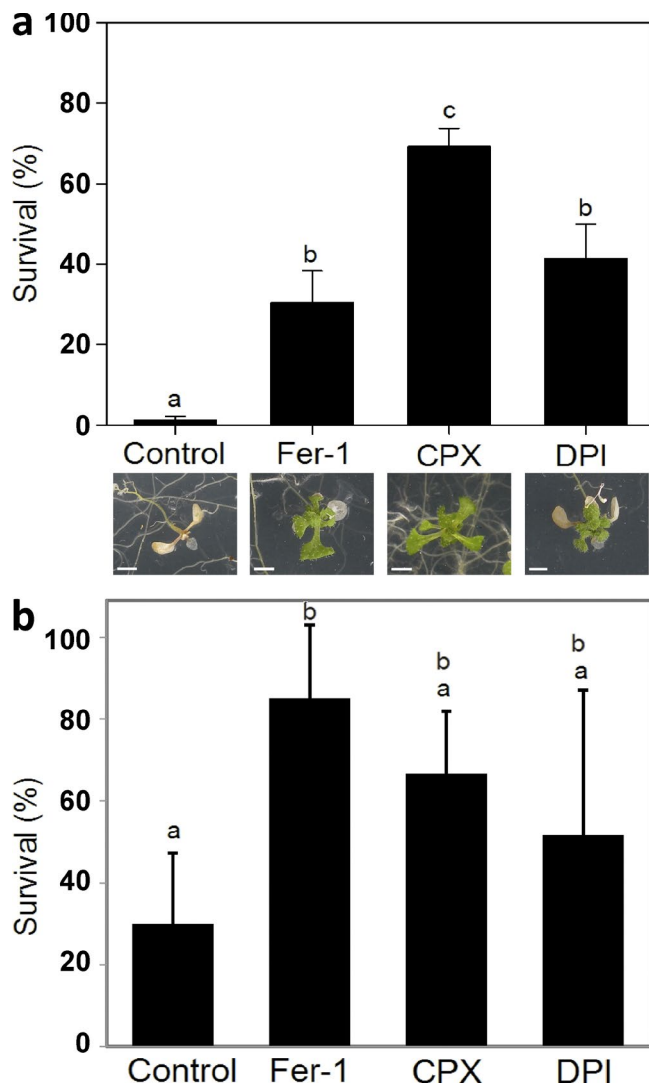 a
100
80
60
40
20
0
Survival (%)
a
b
c
b
Control Fer-1 CPX DPI
b
100
80
60
40
20
0
Survival (%)
a
b
b
a
b
a
Control Fer-1 CPX DPI